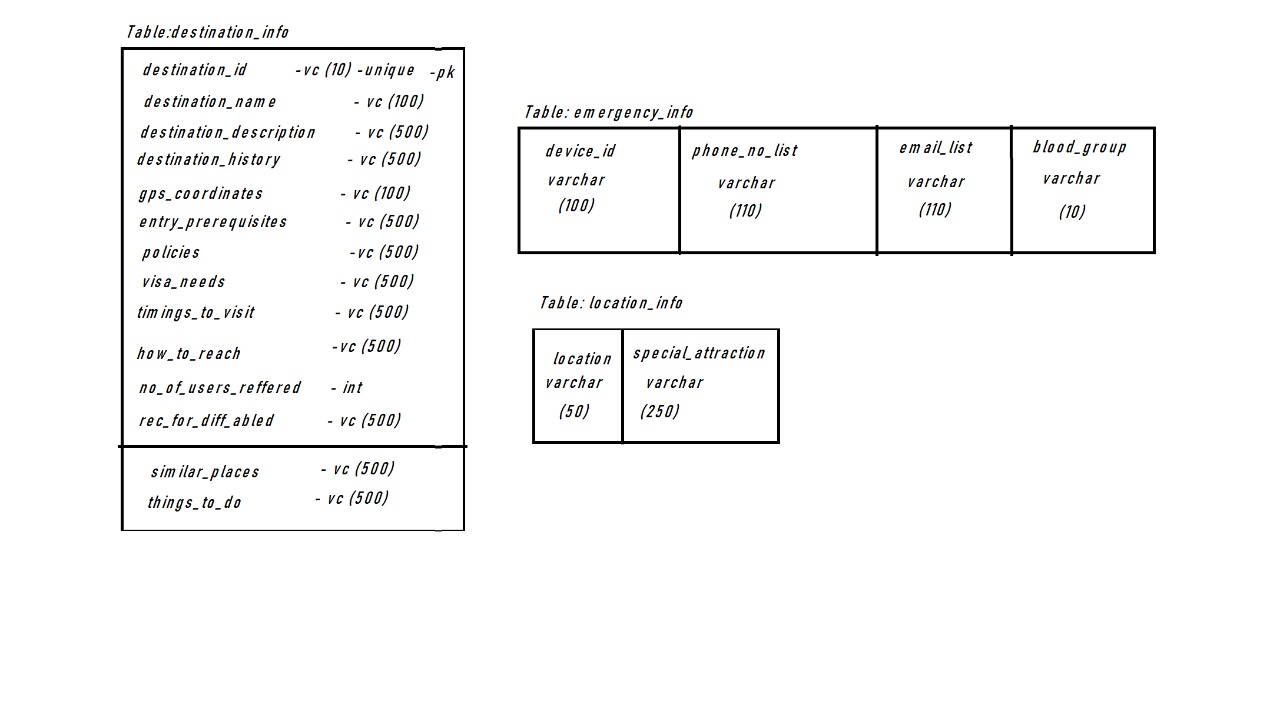 Table:destination_info
destination_id -vc (10) -unique -pk
destination_name - vc (100)
destination_description - vc (500)
destination_history - vc (500)
gps_coordinates - vc (100)
entry_prerequisites - vc (500)
policies -vc (500)
visa_needs - vc (500)
timings_to_visit - vc (500)
how_to_reach -vc (500)
no_of_users_reffered - int
rec_for_diff_abled - vc (500)
similar_places - vc (500)
things_to_do - vc (500)
Table: emergency_info
device_id
varchar
(100)
phone_no_list
varchar
(110)
email_list
varchar
(110)
blood_group
varchar
(10)
Table: location_info
location
varchar
(50)
special_attraction
varchar
(250)